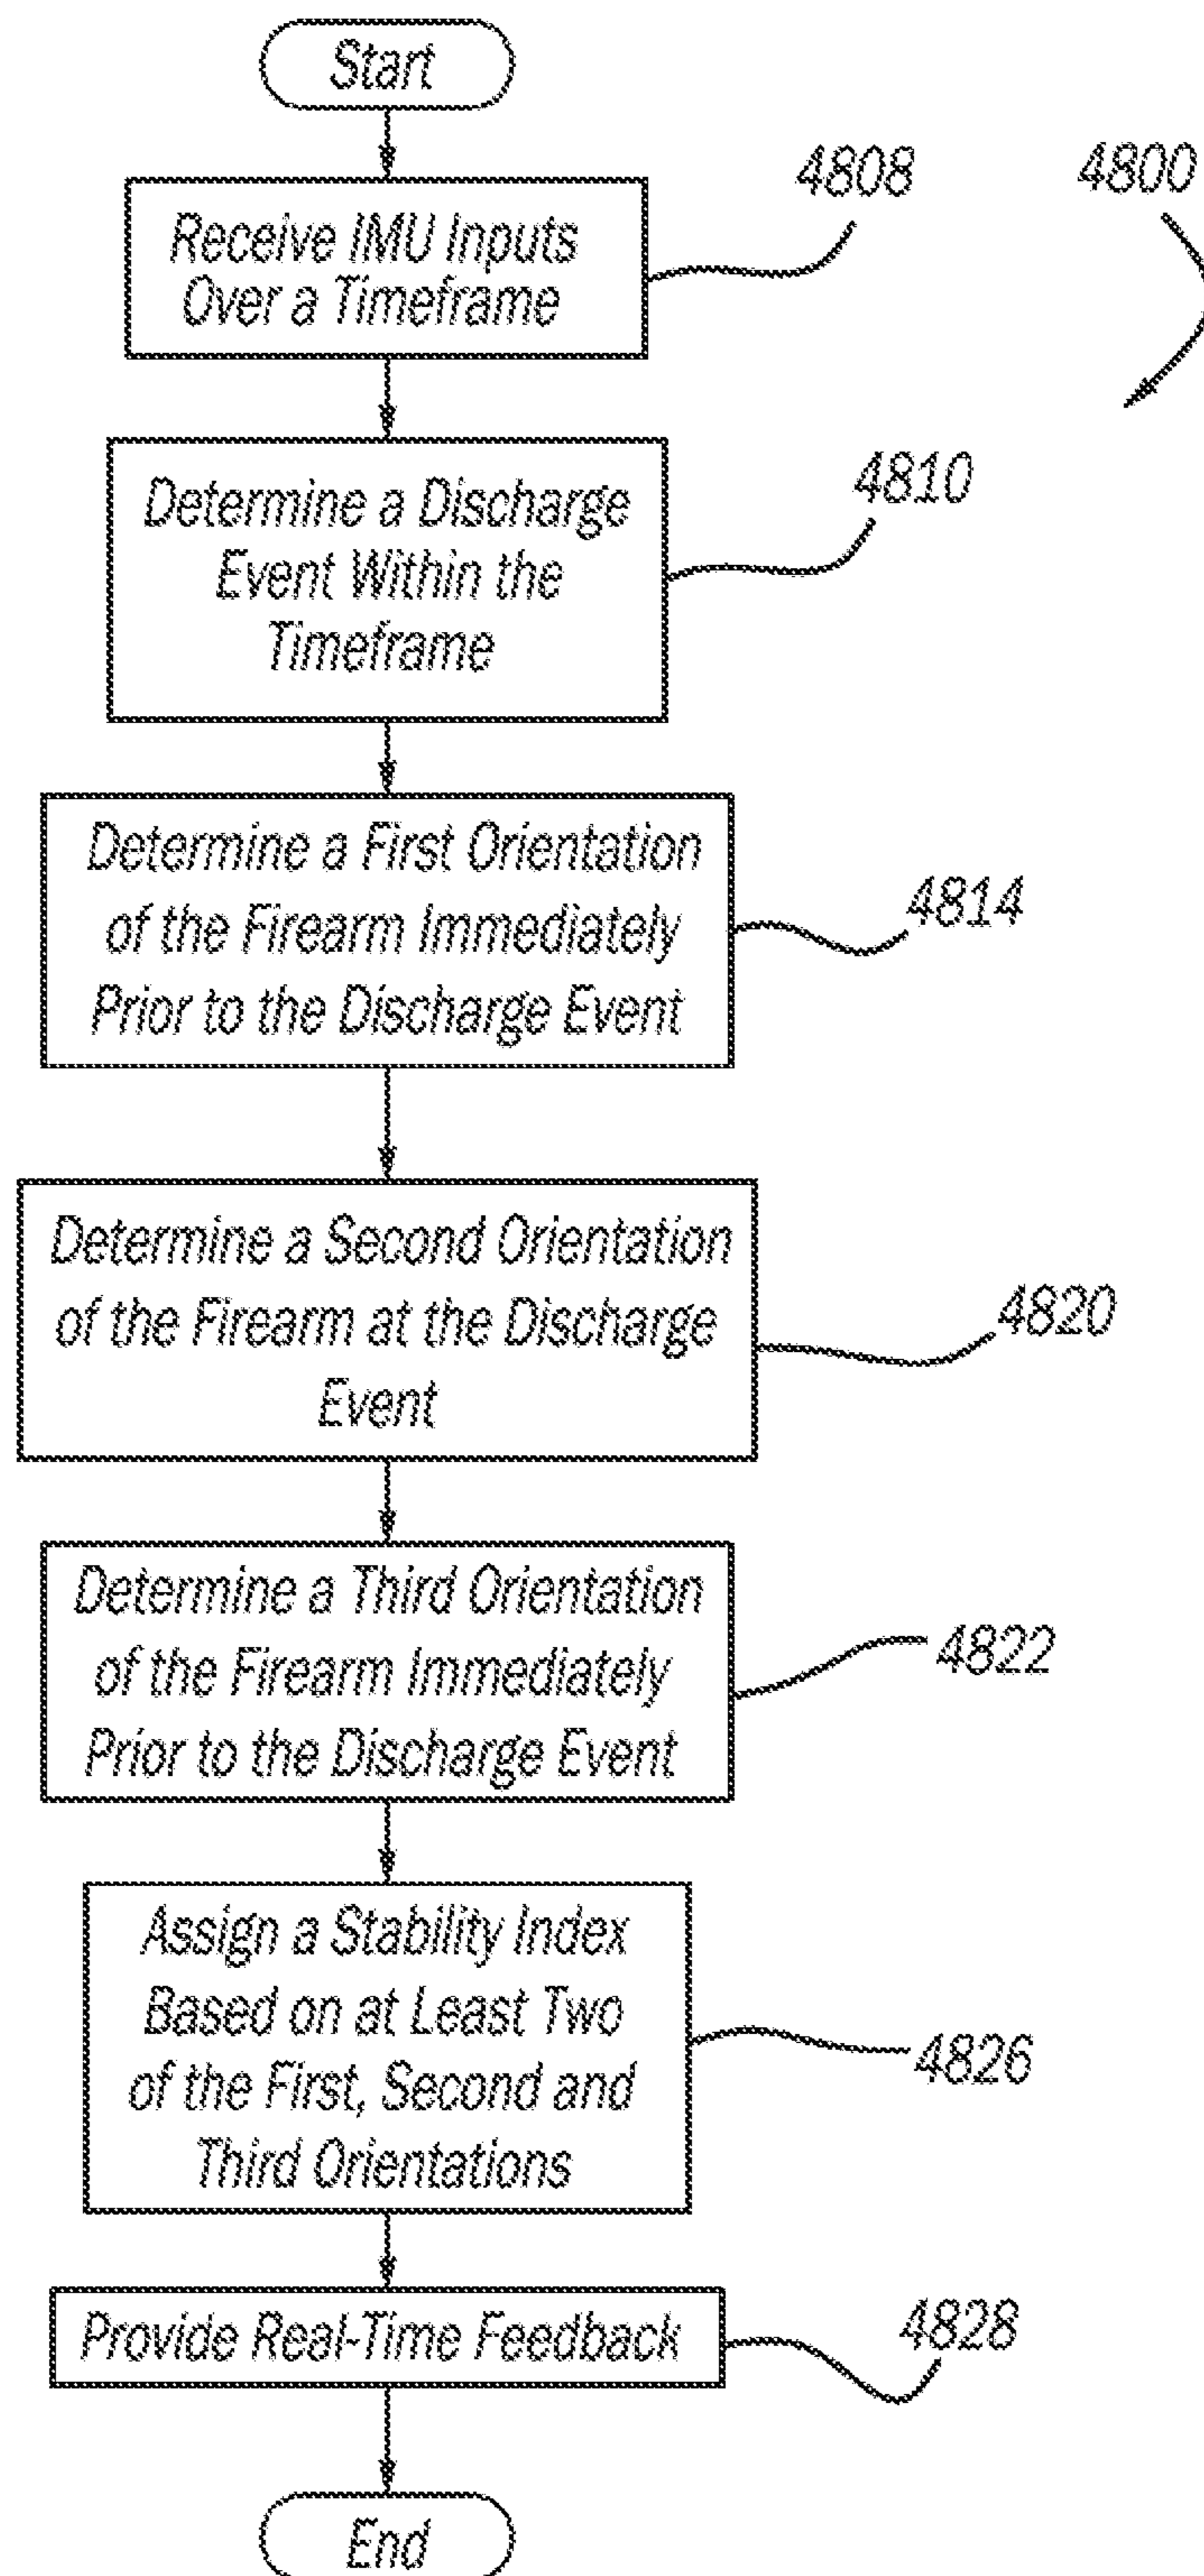 Start
4808
4800
Receive IMU Inputs
Over a Timeframe
4810
Determine a Discharge
Event Within the
Timeframe
Determine a First Orientation
of the Firearm Immediately
Prior to the Discharge Event
4814
Determine a Second Orientation
of the Firearm at the Discharge
Event
4820
Determine a Third Orientation
of the Firearm Immediately
Prior to the Discharge Event
4822
Assign a Stability Index
Based on at Least Two
of the First, Second and
Third Orientations
4826
Provide Real-Time Feedback
4828
End